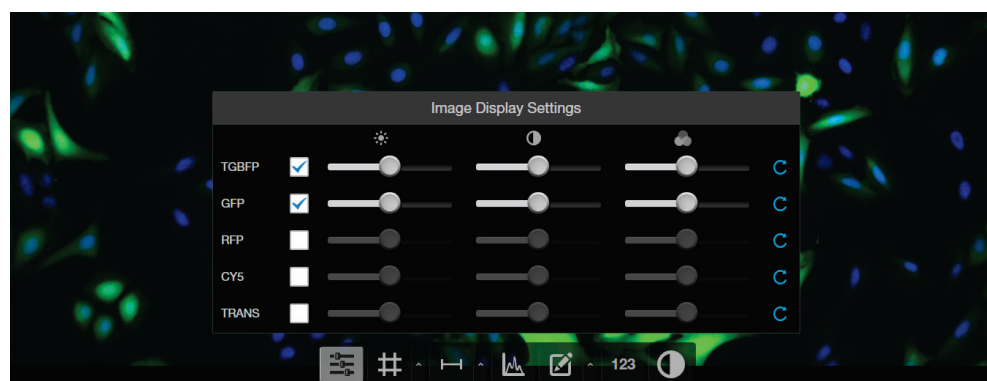 Image Display Settings
TGBFP
GFP
RFP
CY5
TRANS
123